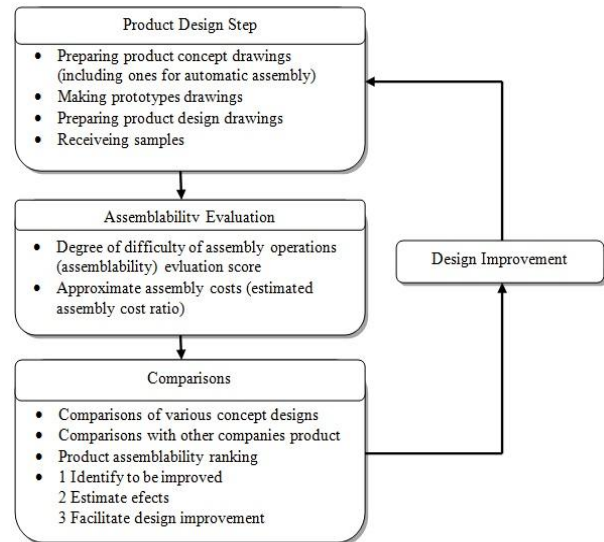 Product Design Step
• Preparing product concept drawings
(including ones for automatic assembly)
• Making prototypes drawings
• Preparing product design drawings
• Receiveing samples
Assemblability Evaluation
• Degree of difficulty of assembly operations
(assemblability) evluation score
• Approximate assembly costs (estimated
assembly cost ratio)
Design Improvement
Comparisons
• Comparisons of various concept designs
• Comparisons with other companies product
• Product assemblability ranking
• 1 Identify to be improved
2 Estimate efects
3 Facilitate design improvement